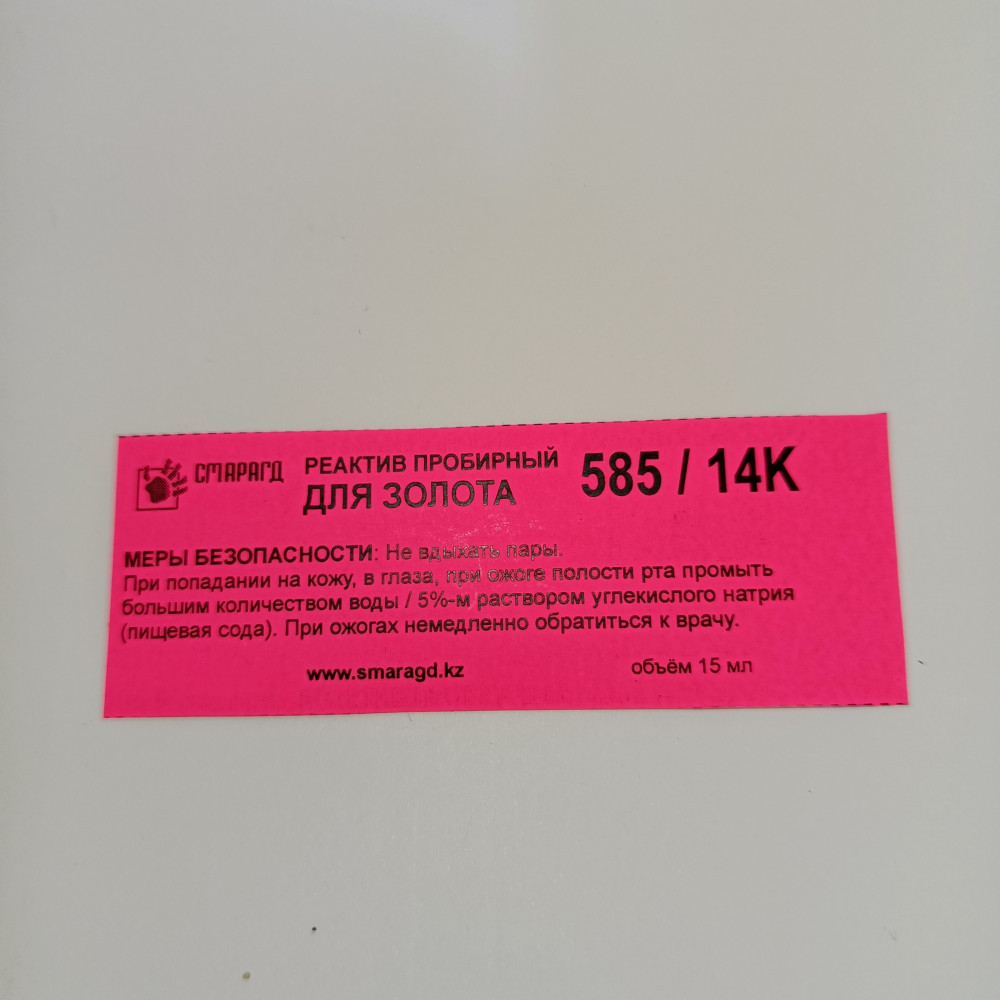 СМАРАГД
РЕАКТИВ ПРОБИРНЫЙ
ДЛЯ ЗОЛОТА
585 / 14K
МЕРЫ БЕЗОПАСНОСТИ: Не вдыхать пары.
При попадании на кожу, в глаза, при ожоге полости рта промыть
большим количеством воды / 5%-м раствором углекислого натрия
(пищевая сода). При ожогах немедленно обратиться к врачу.
www.smaragd.kz
объём 15 мл